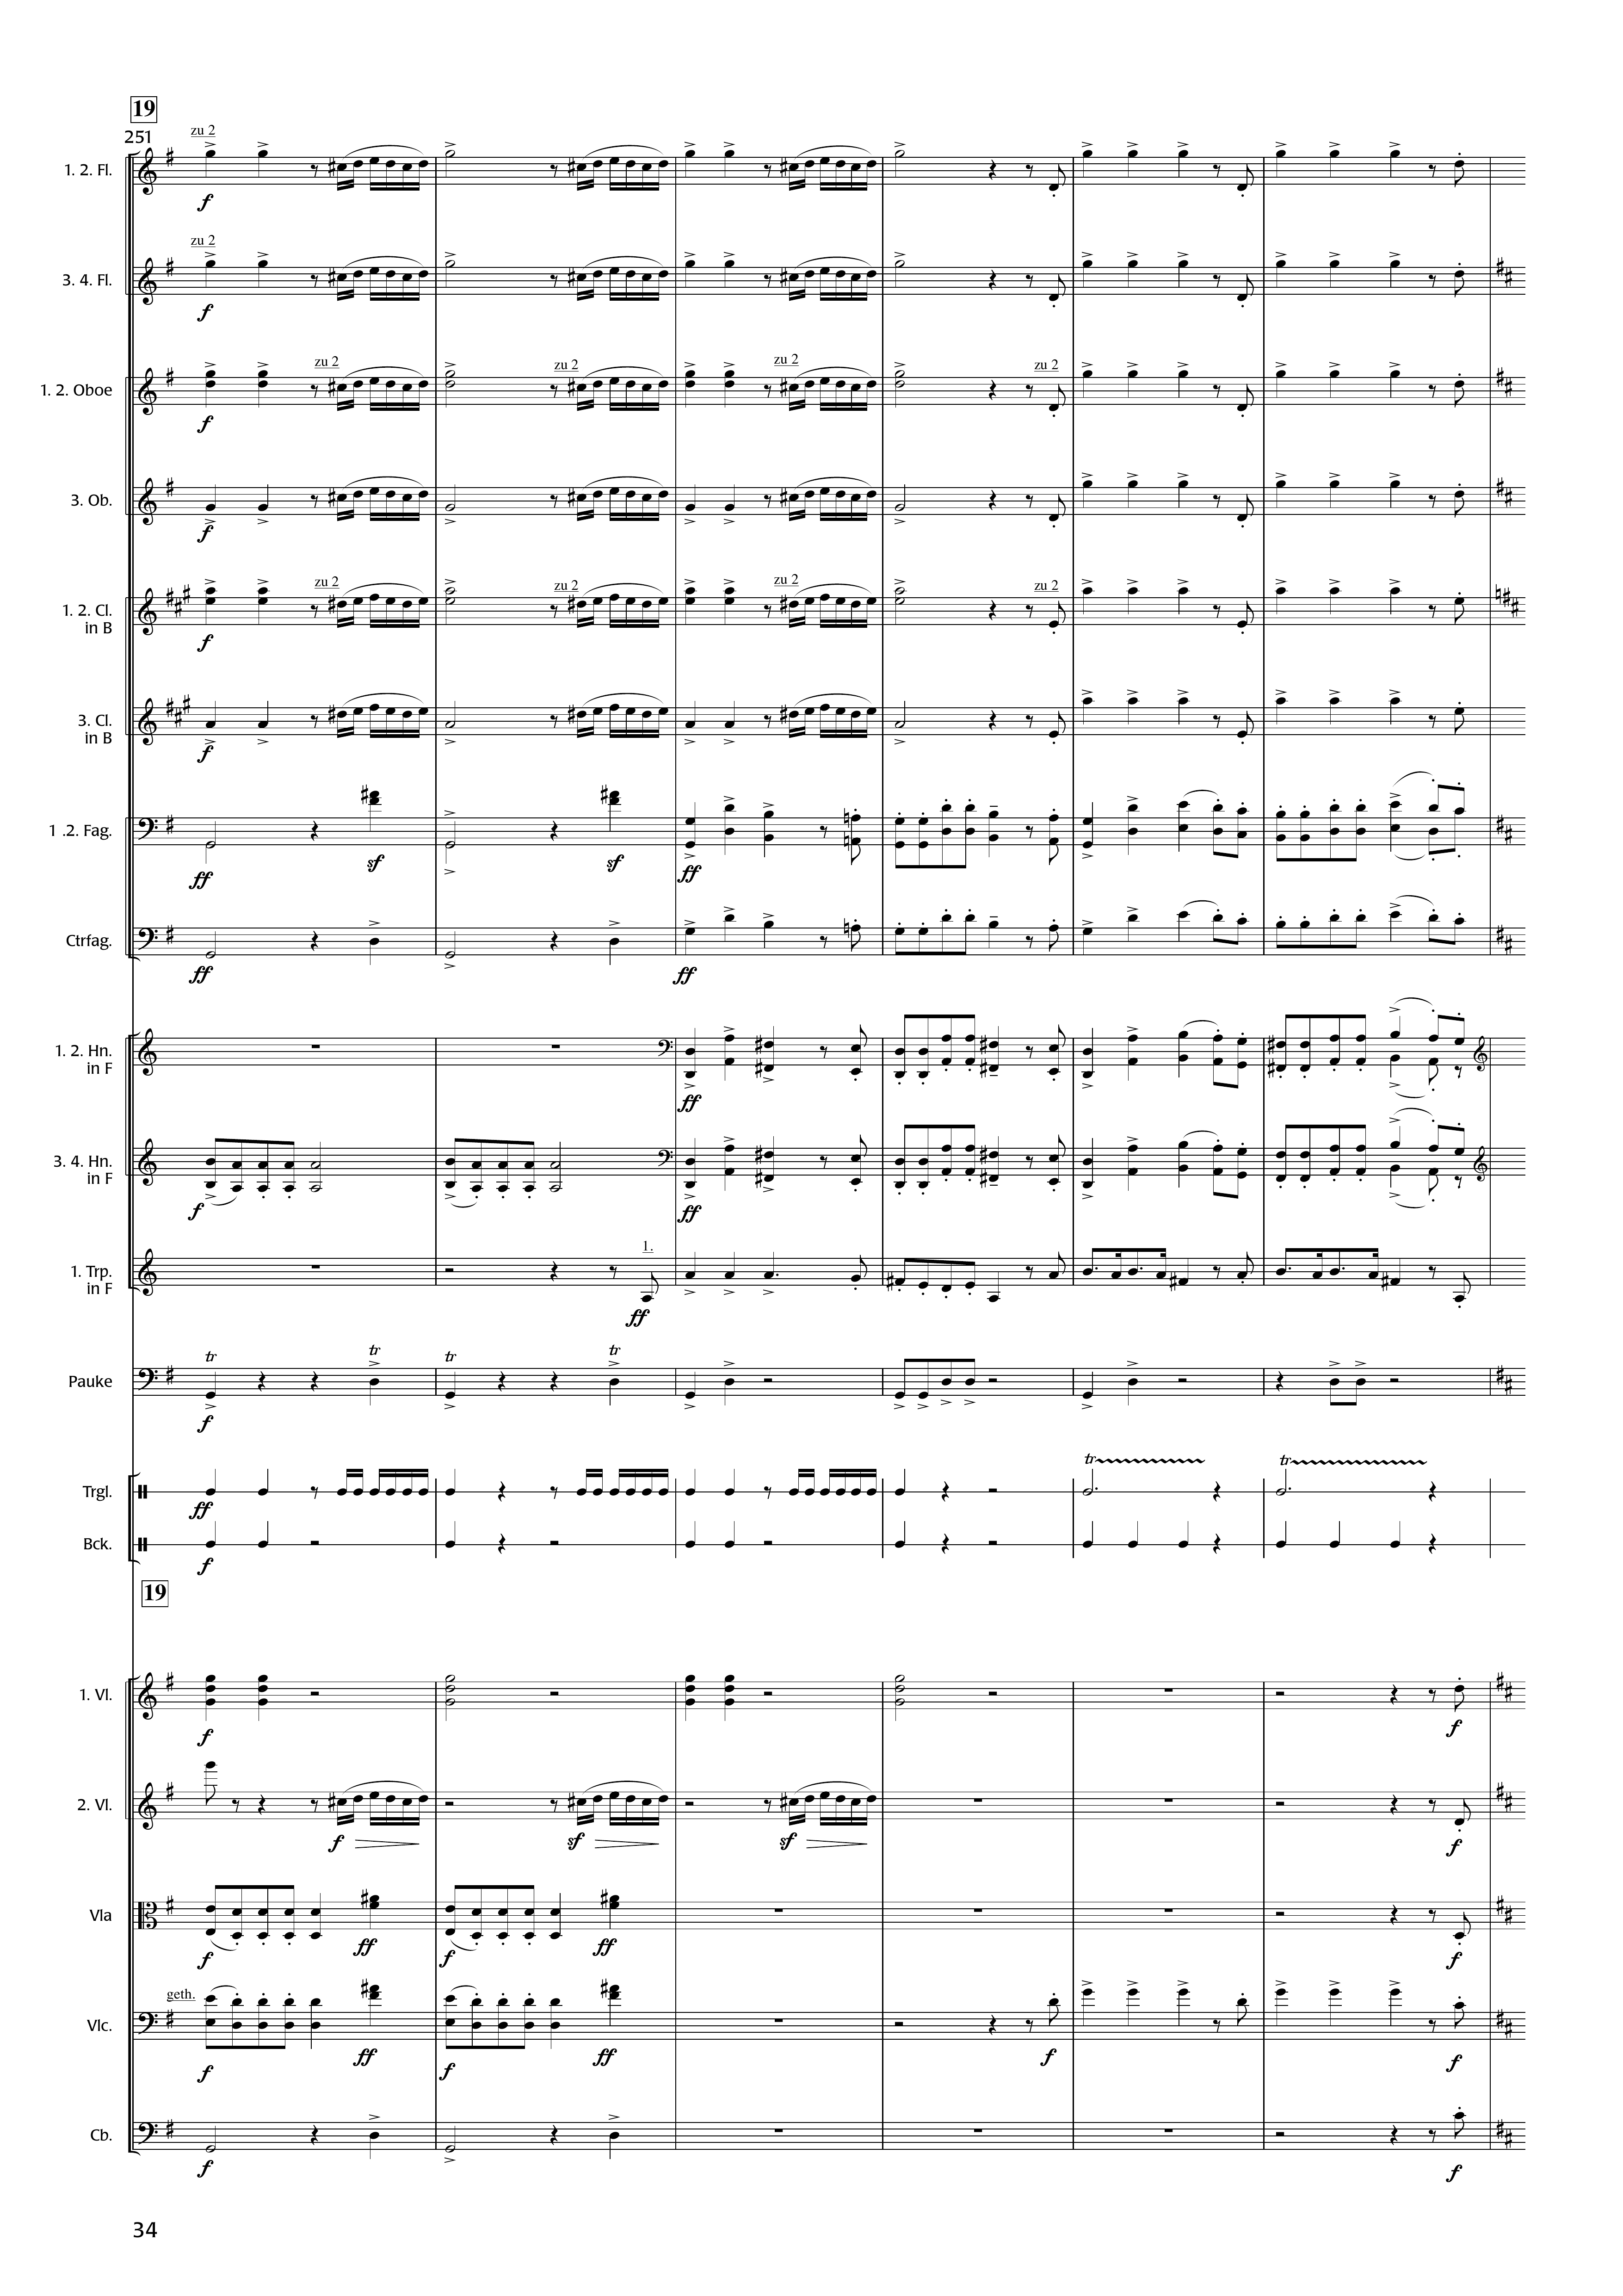 19
251
zu 2
1. 2. Fl.
f
zu 2
3. 4. Fl.
f
zu 2 zu 2 zu 2 zu 2
1. 2. Oboe
f
3. Ob.
f
zu 2 zu 2 zu 2 zu 2
1. 2. Cl.
in B
f
3. Cl.
in B
f
1 .2. Fag.
ff sf sf ff
Ctrfag.
ff ff
1. 2. Hn.
in F
ff
3. 4. Hn.
in F
f ff
1.
1. Trp.
in F
ff
tr tr tr tr
Pauke
f
tr tr
Trgl.
ff
Bck.
f
19
1. Vl.
f f
2. Vl.
f sf sf f
Vla
f ff f ff f
geth.
Vlc.
f ff f ff f f
Cb.
f f
34